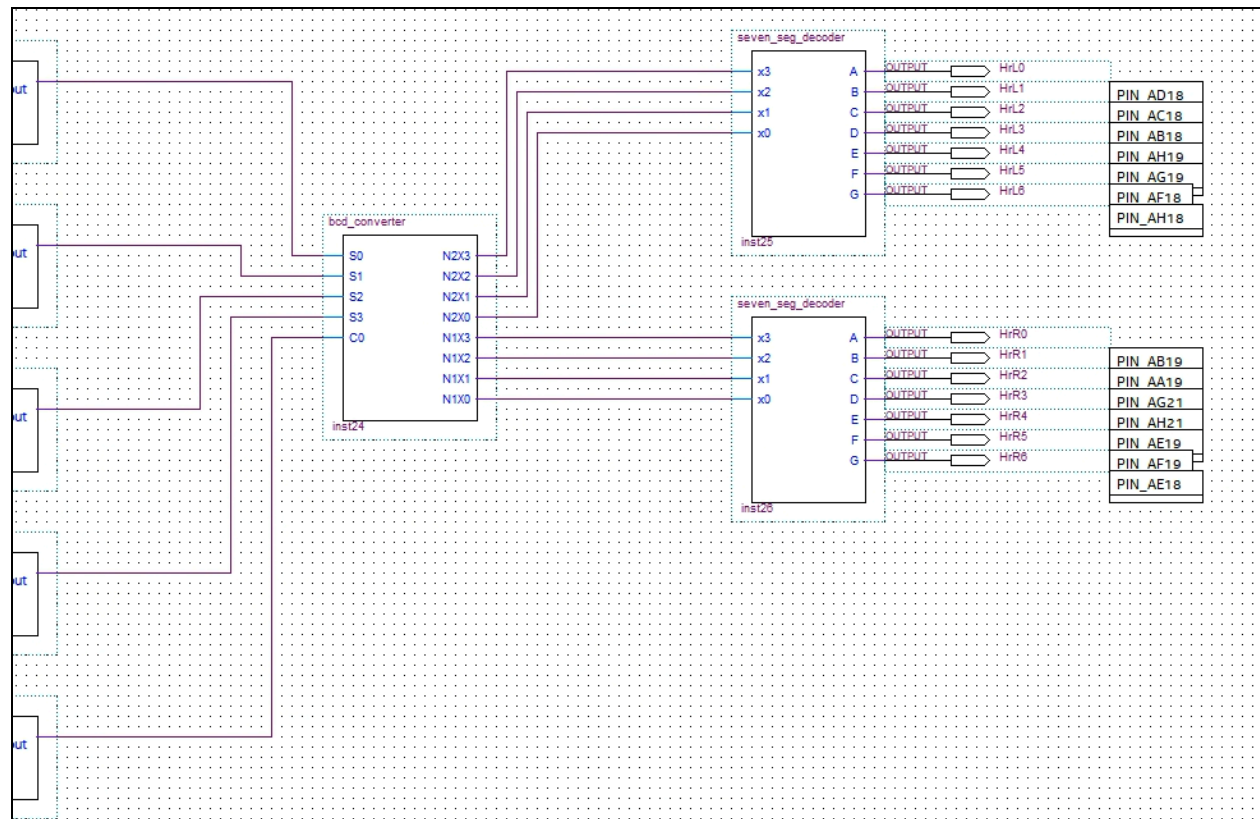 seven_seg_decoder
x3 A OUTPUT HrL0
x2 B OUTPUT HrL1 PIN_AD18
x1 C OUTPUT HrL2 PIN_AC18
x0 D OUTPUT HrL3 PIN_AB18
E OUTPUT HrL4 PIN_AH19
F OUTPUT HrL5 PIN_AG19
G OUTPUT HrL6 PIN_AF18
PIN_AH18
inst25
ut
ut
ut
ut
ut
bcd_converter
S0 N2X3
S1 N2X2
S2 N2X1
S3 N2X0
C0 N1X3
N1X2
N1X1
N1X0
inst24
seven_seg_decoder
x3 A OUTPUT HrR0
x2 B OUTPUT HrR1 PIN_AB19
x1 C OUTPUT HrR2 PIN_AA19
x0 D OUTPUT HrR3 PIN_AG21
E OUTPUT HrR4 PIN_AH21
F OUTPUT HrR5 PIN_AE19
G OUTPUT HrR6 PIN_AF19
PIN_AE18
inst26